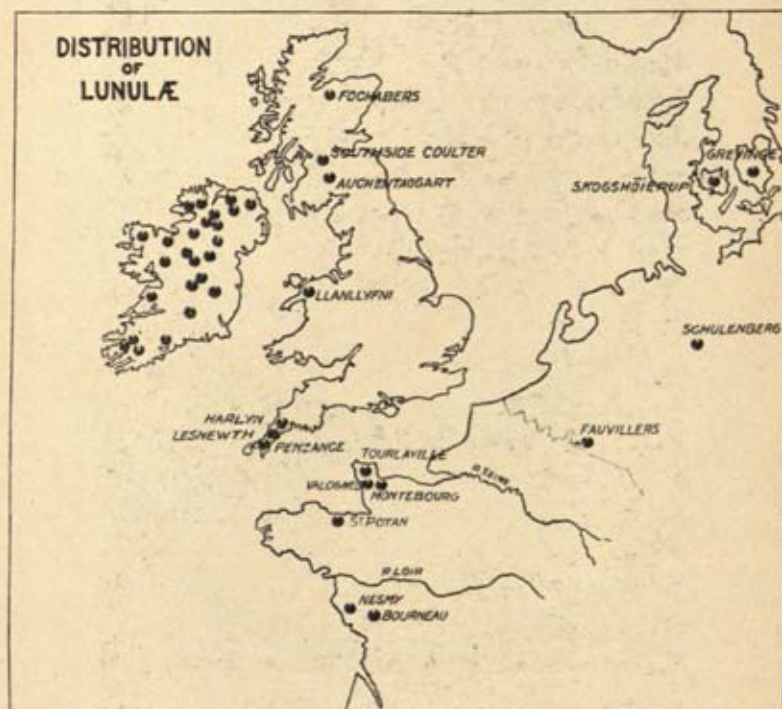 DISTRIBUTION
OF
LUNULÆ
FOCHABERS
SOUTHSIDE COULTER
AUCHENTAGGART
GREVINGE
SKOGSHÖIERUP
LLANLLYFNI
SCHULENBERG
HARLYN
LESNEWTH
PENZANCE
FAUVILLERS
TOURLAVILLE
R. SEINE
VALOGNES
MONTEBOURG
ST POTAN
R. LOIR
NESMY
BOURNEAU